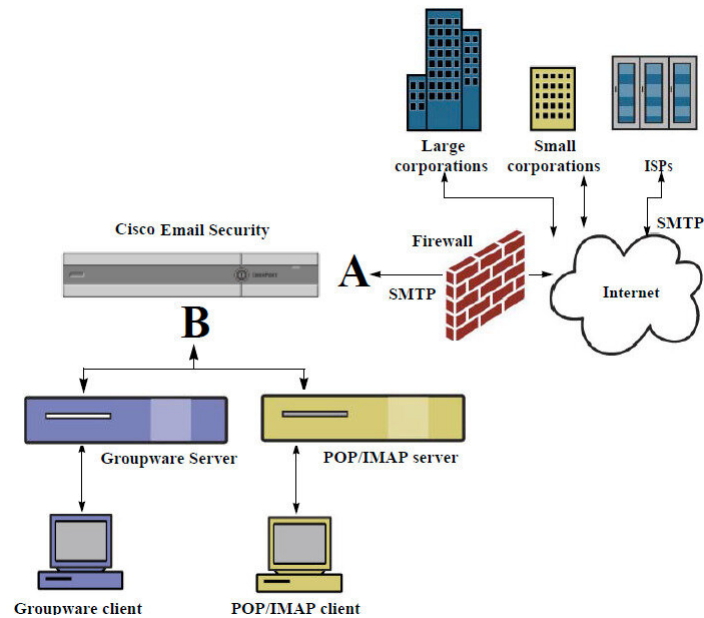 Large
corporations
Small
corporations
ISPs
SMTP
Cisco Email Security
Firewall
A
SMTP
Internet
B
Groupware Server
POP/IMAP server
Groupware client
POP/IMAP client